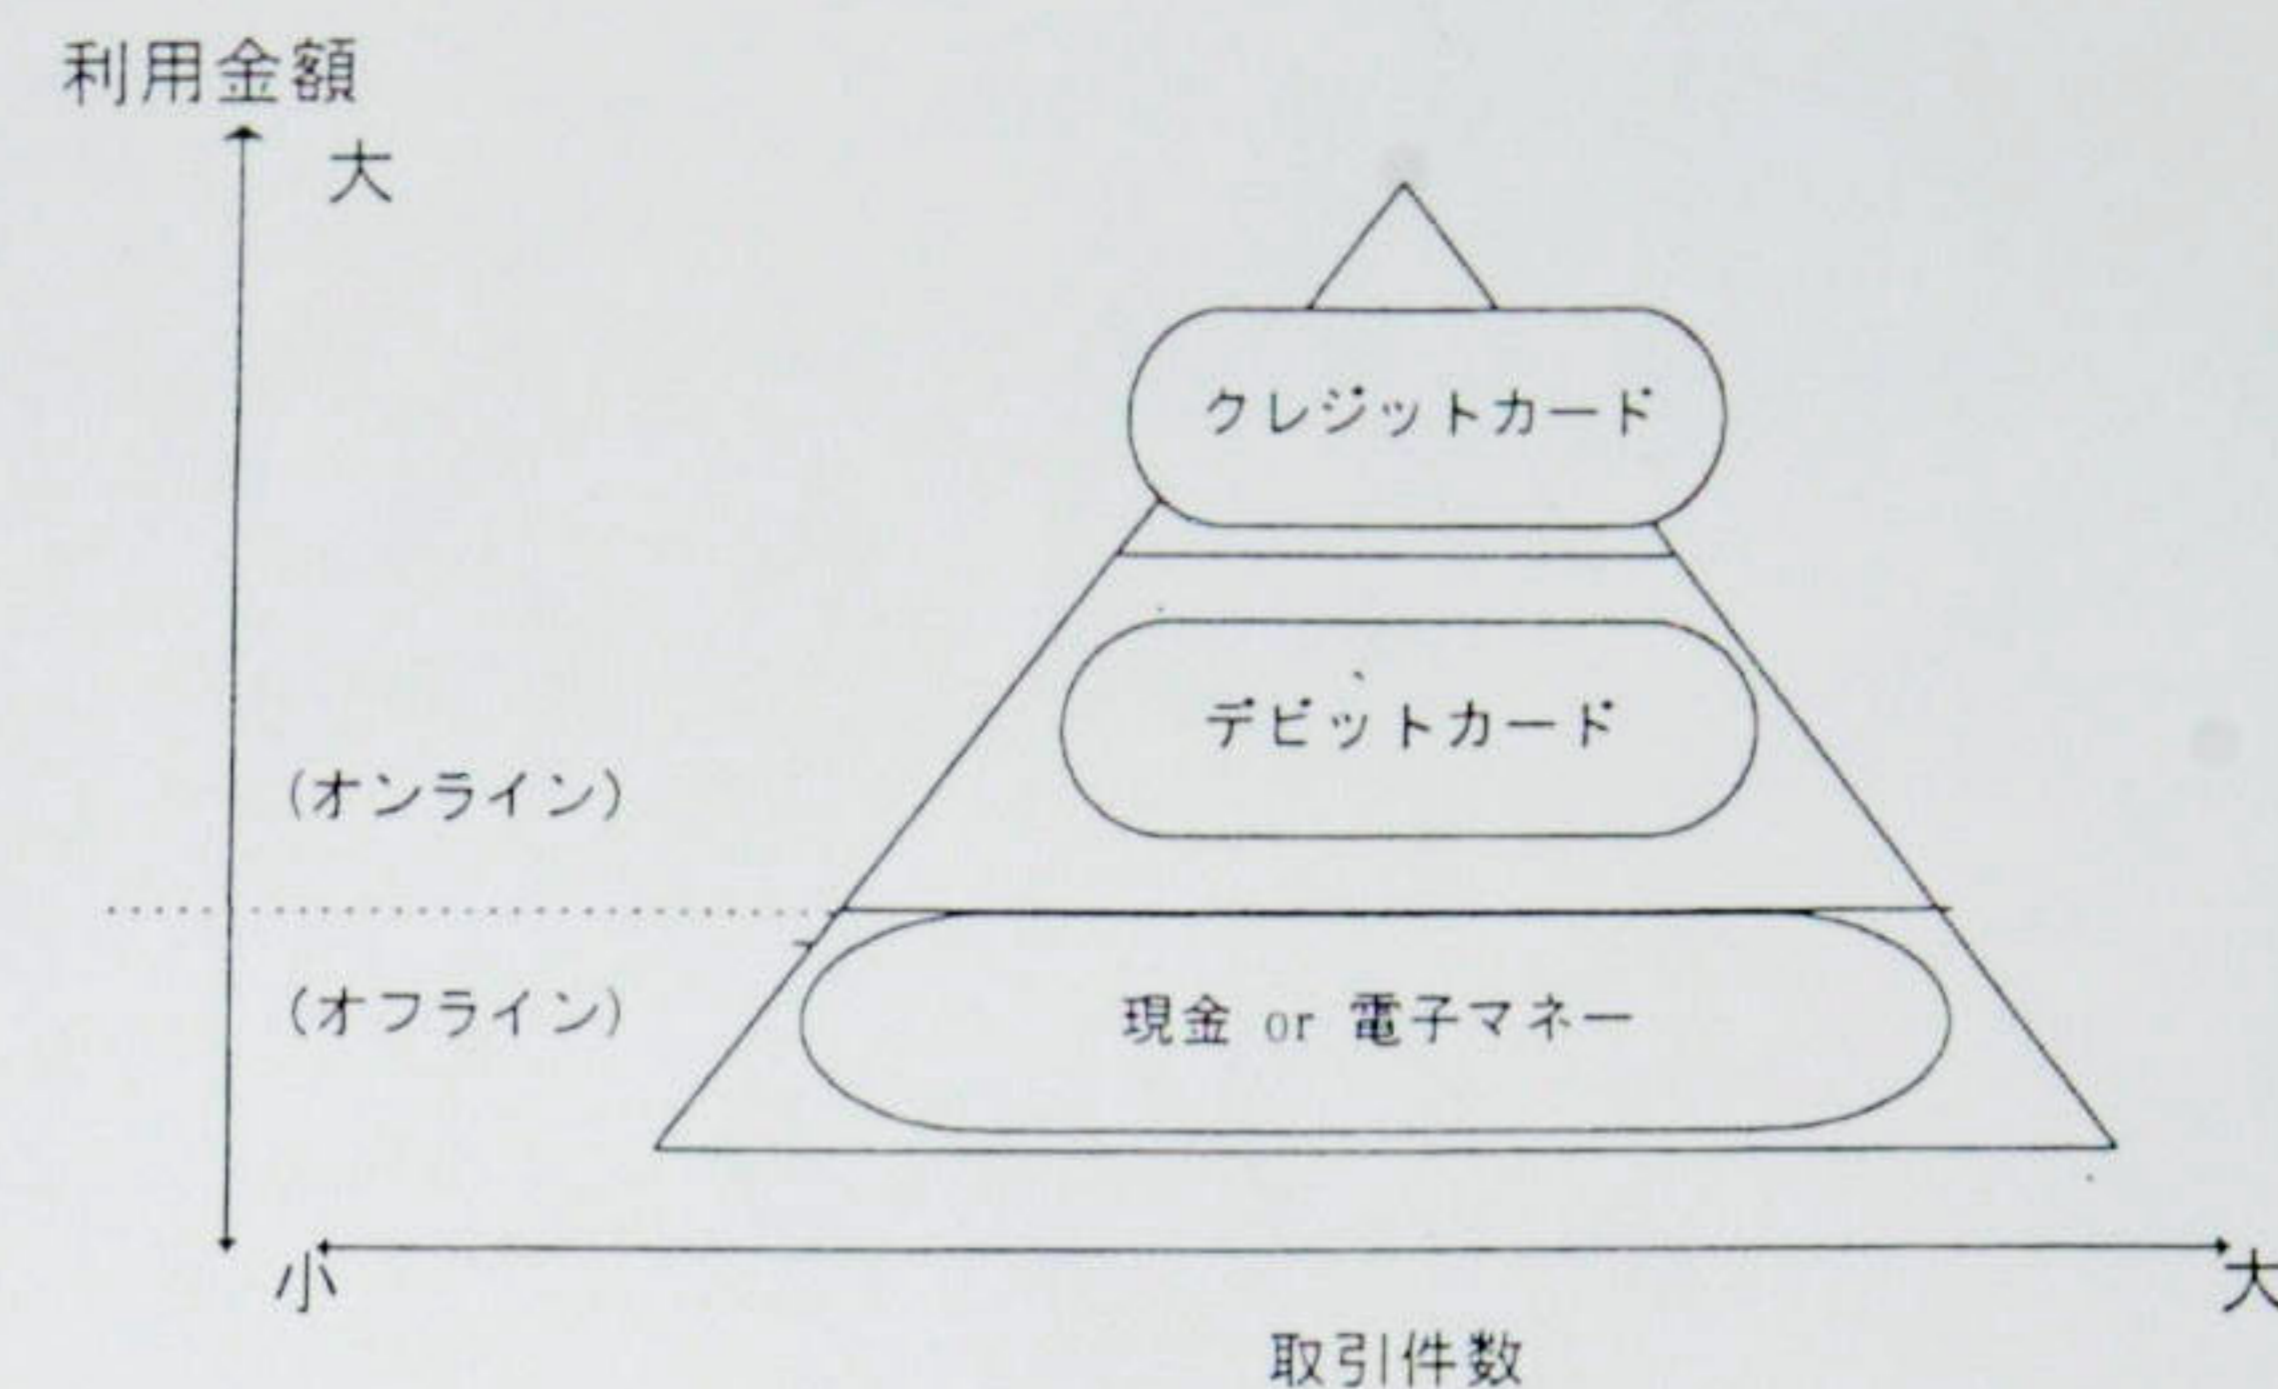 利用金額
大
クレジットカード
デビットカード
(オンライン)
(オフライン)
現金 or 電子マネー
小
大
取引件数